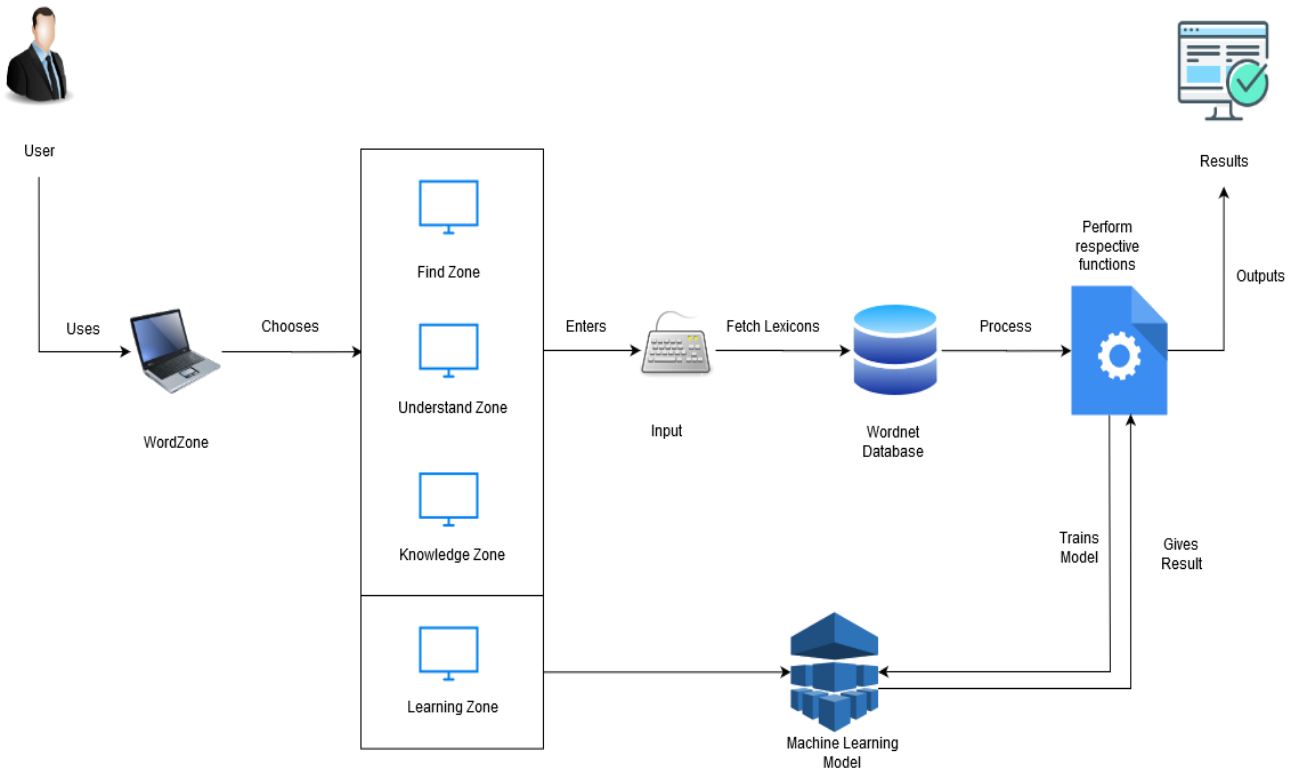 User
Uses
WordZone
Chooses
Find Zone
Understand Zone
Knowledge Zone
Learning Zone
Enters
Input
Fetch Lexicons
Wordnet
Database
Process
Perform
respective
functions
Outputs
Results
Trains
Model
Gives
Result
Machine Learning
Model